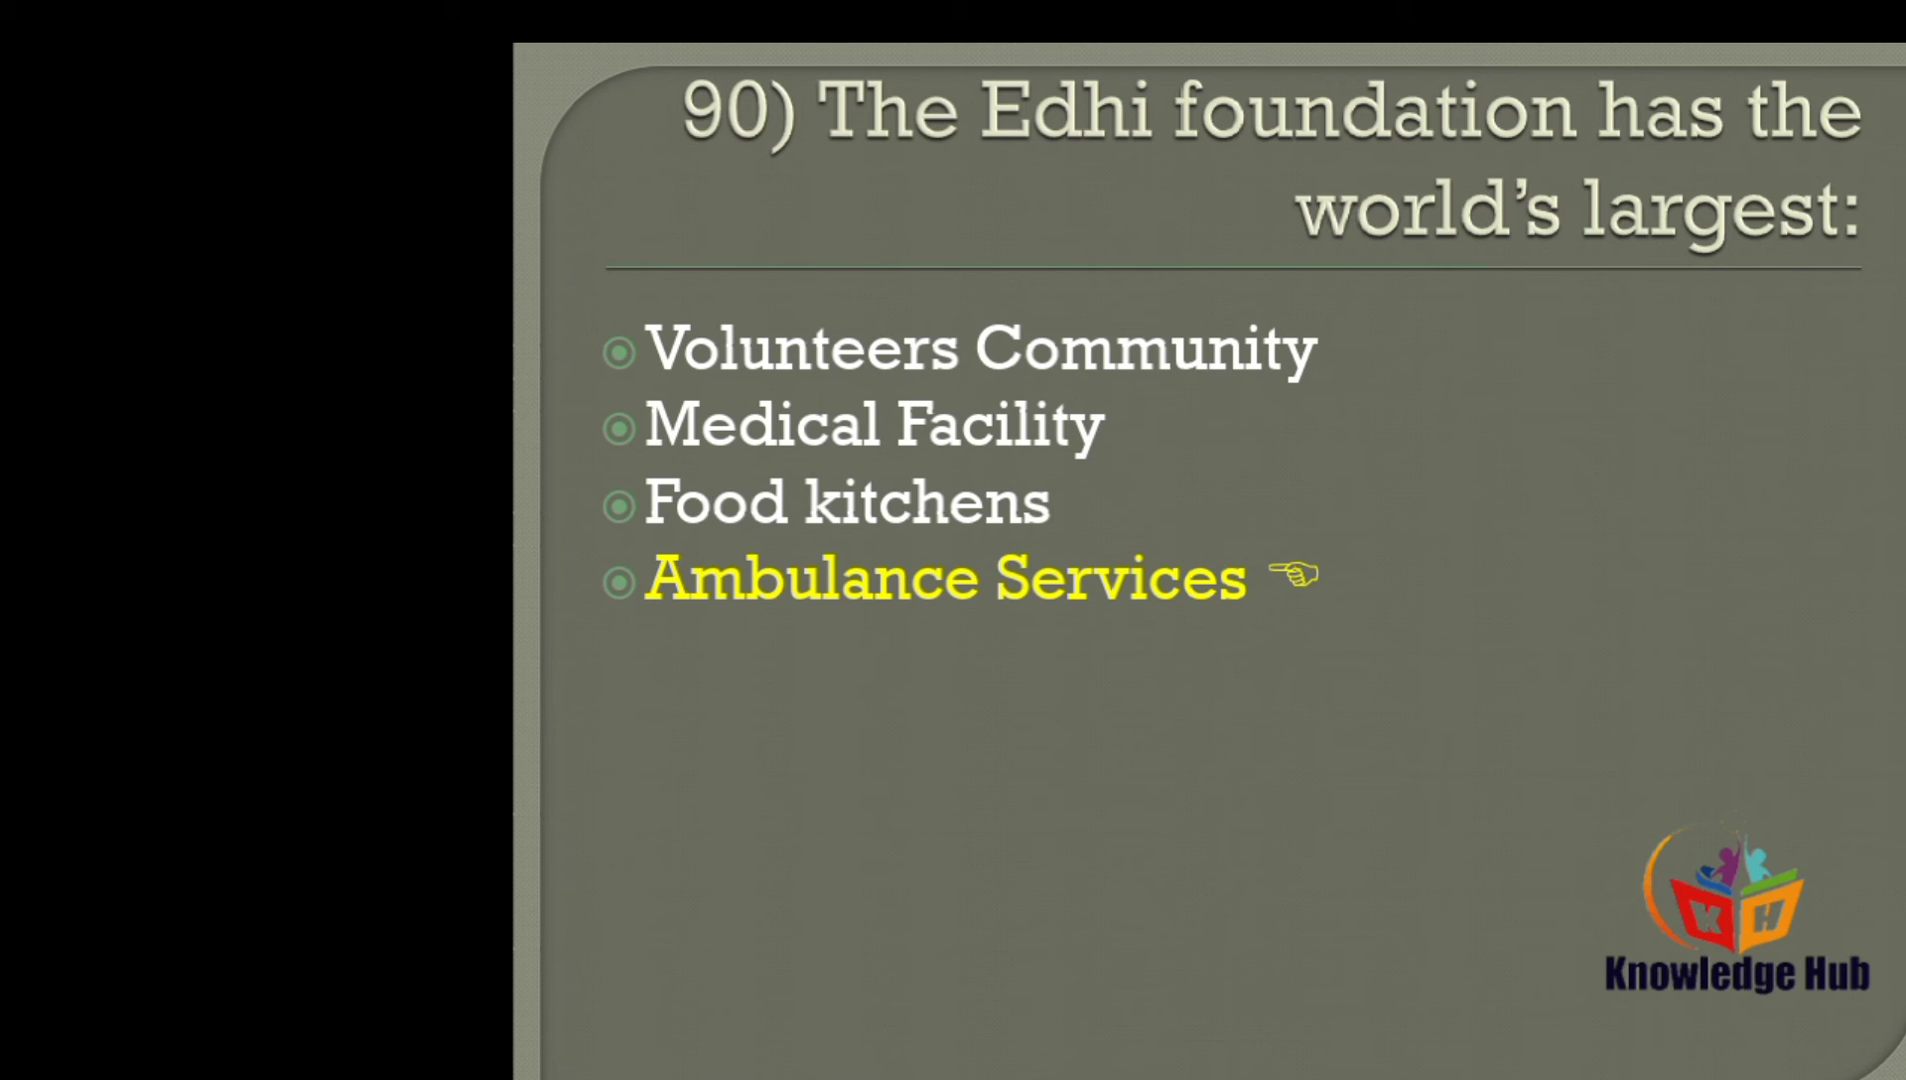 90) The Edhi foundation has the
world’s largest:
Volunteers Community
Medical Facility
Food kitchens
Ambulance Services
K H
Knowledge Hub